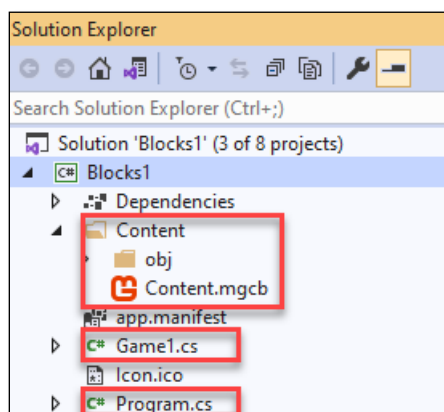 Solution Explorer
Search Solution Explorer (Ctrl+;)
Solution 'Blocks1' (3 of 8 projects)
C# Blocks1
Dependencies
Content
obj
Content.mgcb
app.manifest
C# Game1.cs
Icon.ico
C# Program.cs